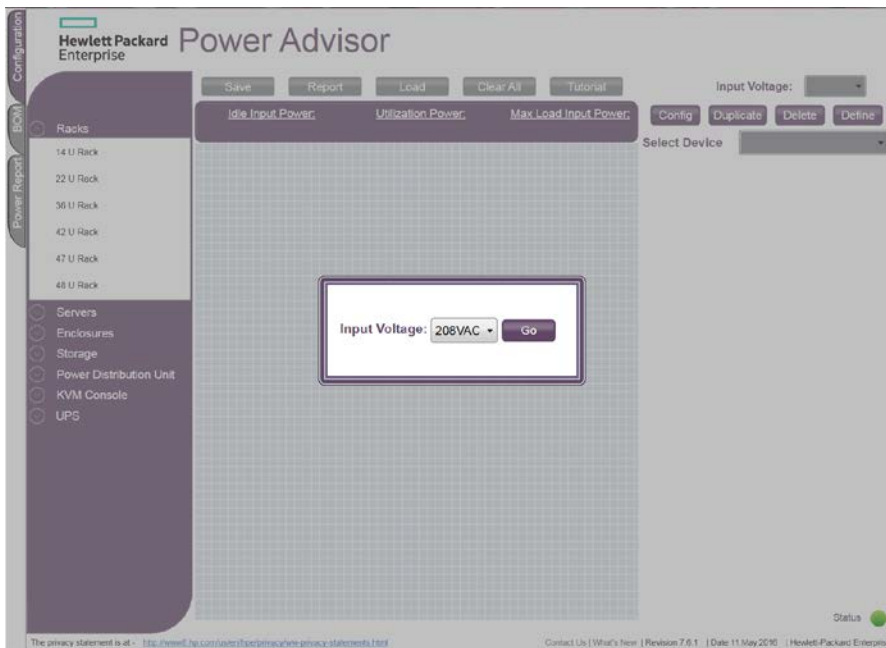 Configuration
BOM
Power Report
Hewlett Packard
Enterprise
Power Advisor
Save
Report
Load
Clear All
Tutorial
Input Voltage:
Idle Input Power:
Utilization Power:
Max Load Input Power:
Config
Duplicate
Delete
Define
Select Device
Racks
14 U Rack
22 U Rack
36 U Rack
42 U Rack
47 U Rack
48 U Rack
Servers
Enclosures
Storage
Power Distribution Unit
KVM Console
UPS
Input Voltage: 208VAC Go
Status
The privacy statement is at -
Contact Us | What's New | Revision 7.6.1 | Date 11 May 2016 | Hewlett-Packard Enterprise